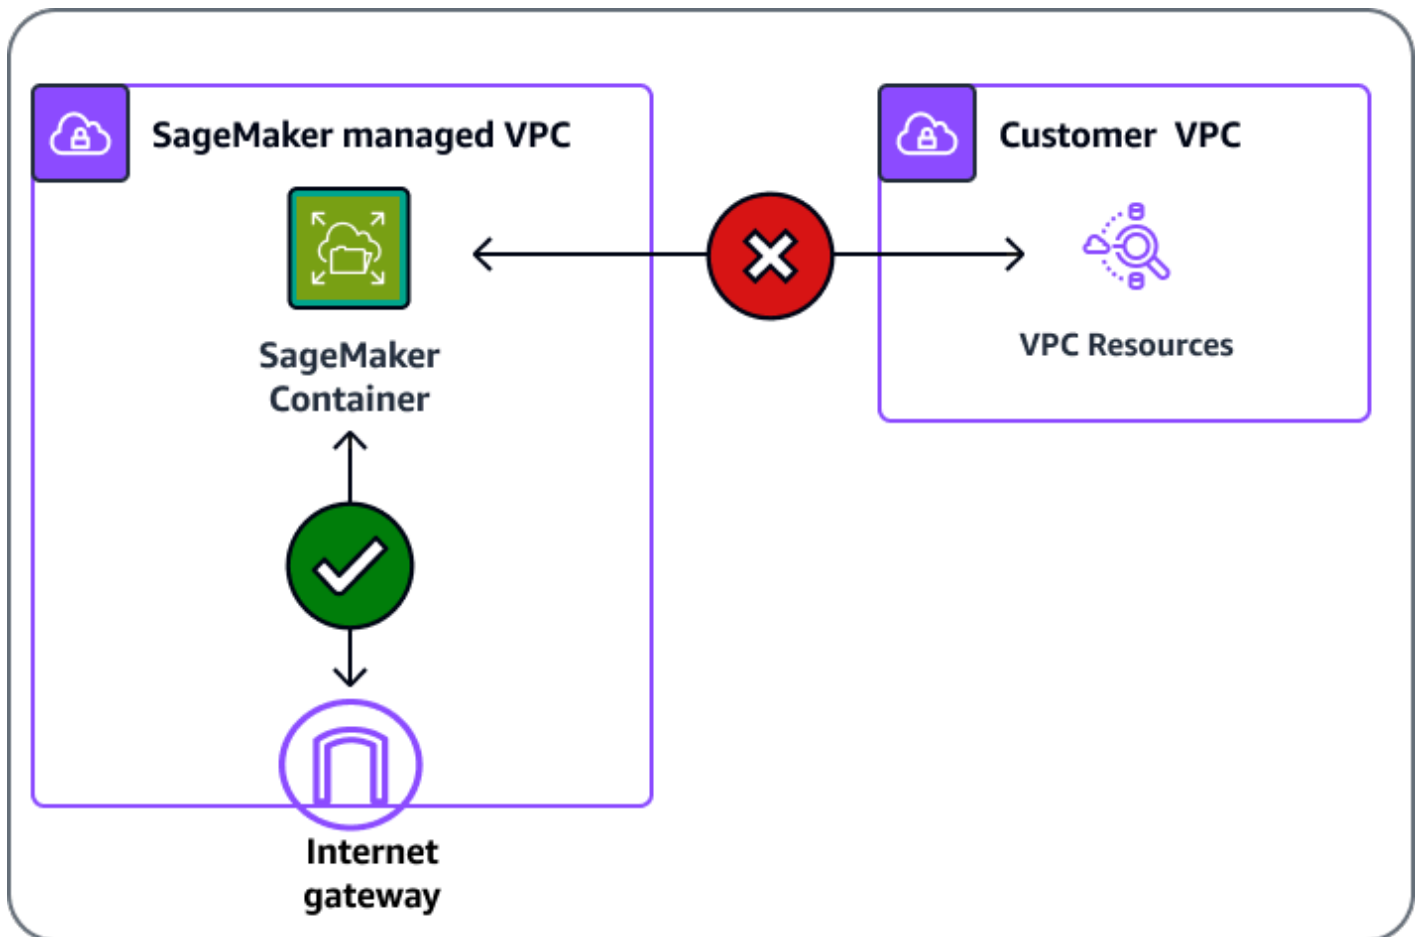 SageMaker managed VPC
Customer  VPC
SageMaker
Container
VPC Resources
Internet
gateway